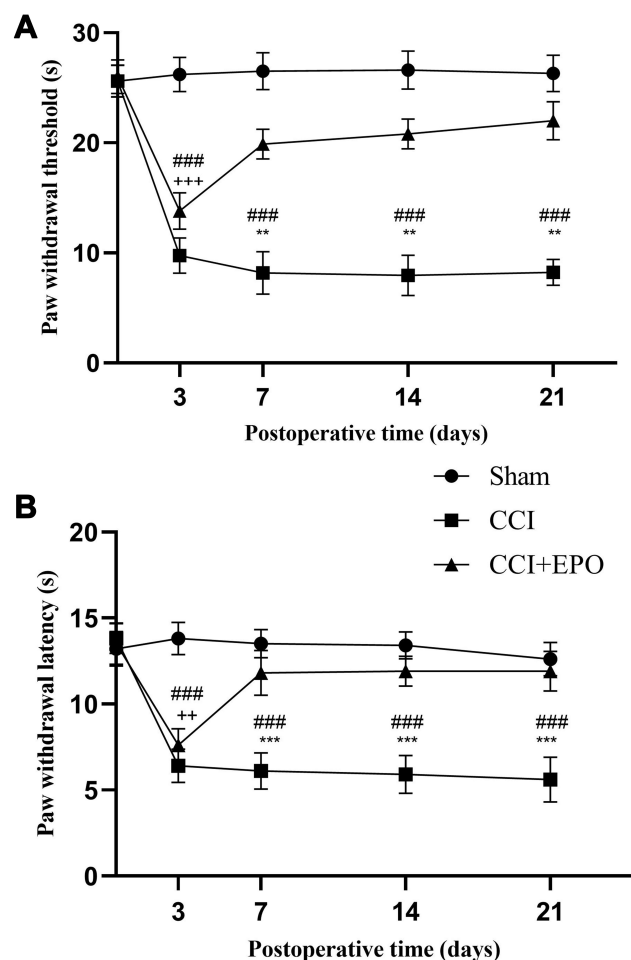 A
Paw withdrawal threshold (s)
30
20
10
0
###
+++
###
**
###
**
###
**
3 7 14 21
Postoperative time (days)
Sham
CCI
CCI+EPO
B
Paw withdrawal latency (s)
20
15
10
5
0
###
++
###
***
###
***
###
***
3 7 14 21
Postoperative time (days)